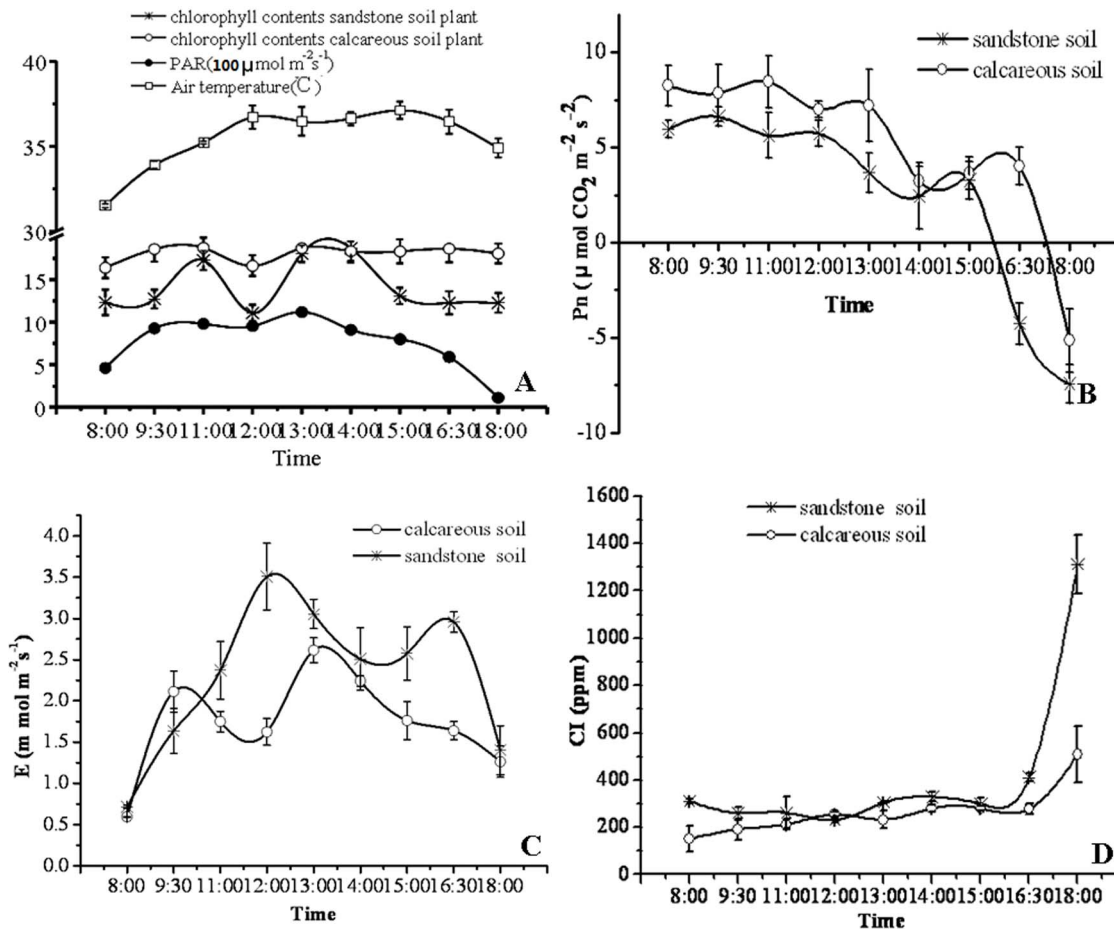 chlorophyll contents sandstone soil plant
chlorophyll contents calcareous soil plant
PAR(100 μ mol m⁻²s⁻¹)
Air temperature(C)
40
35
30
20
15
10
5
0
8:00 9:30 11:00 12:00 13:00 14:00 15:00 16:30 18:00
Time
A
sandstone soil
calcareous soil
10
5
0
-5
-10
Pn ( μ mol CO₂ m⁻² s⁻²)
8:00 9:30 11:00 12:00 13:00 14:00 15:00 16:30 18:00
Time
B
calcareous soil
sandstone soil
4.0
3.5
3.0
2.5
2.0
1.5
1.0
0.5
0.0
E (m mol m⁻² s⁻¹)
8:00 9:30 11:00 12:00 13:00 14:00 15:00 16:30 18:00
Time
C
sandstone soil
calcareous soil
1600
1400
1200
1000
800
600
400
200
0
CI (ppm)
8:00 9:30 11:00 12:00 13:00 14:00 15:00 16:30 18:00
Time
D